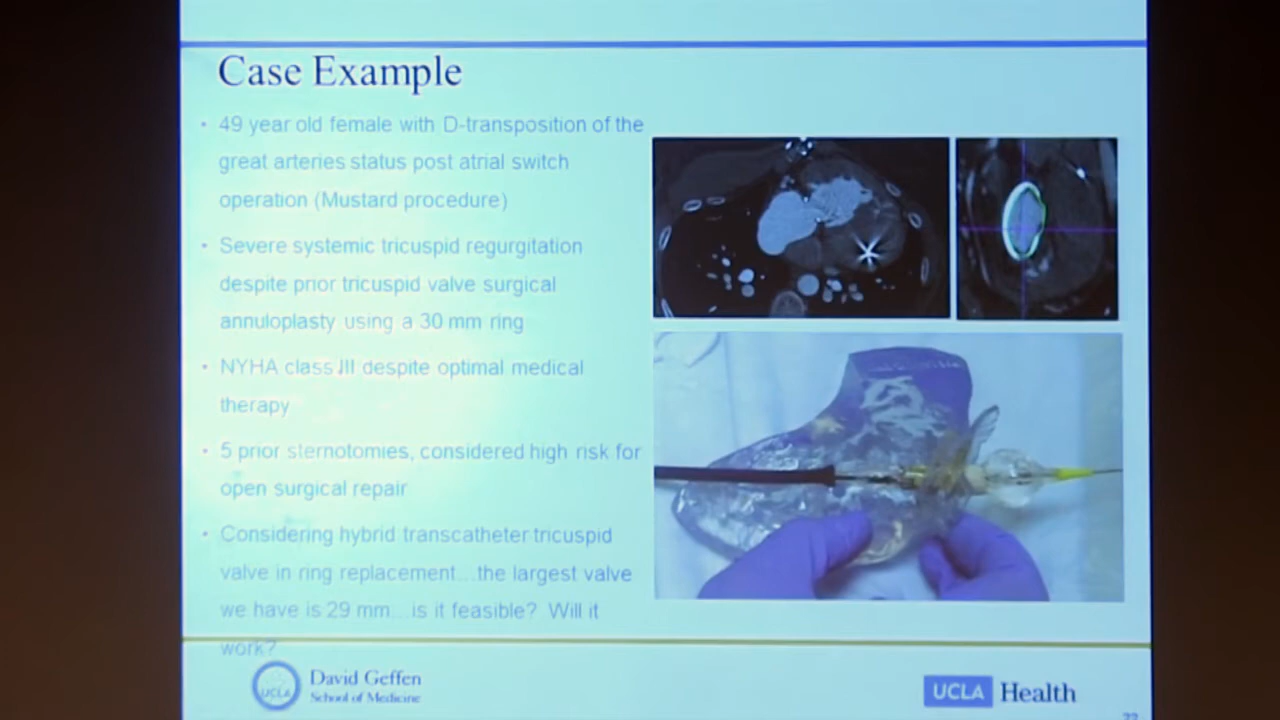 Case Example
• 49 year old female with D-transposition of the
great arteries status post atrial switch
operation (Mustard procedure)
• Severe systemic tricuspid regurgitation
despite prior tricuspid valve surgical
annuloplasty using a 30 mm ring
• NYHA class III despite optimal medical
therapy
• 5 prior sternotomies, considered high risk for
open surgical repair
• Considering hybrid transcatheter tricuspid
valve in ring replacement...the largest valve
we have is 29 mm...is it feasible? Will it
work?
UCLA
David Geffen
School of Medicine
UCLA Health
22